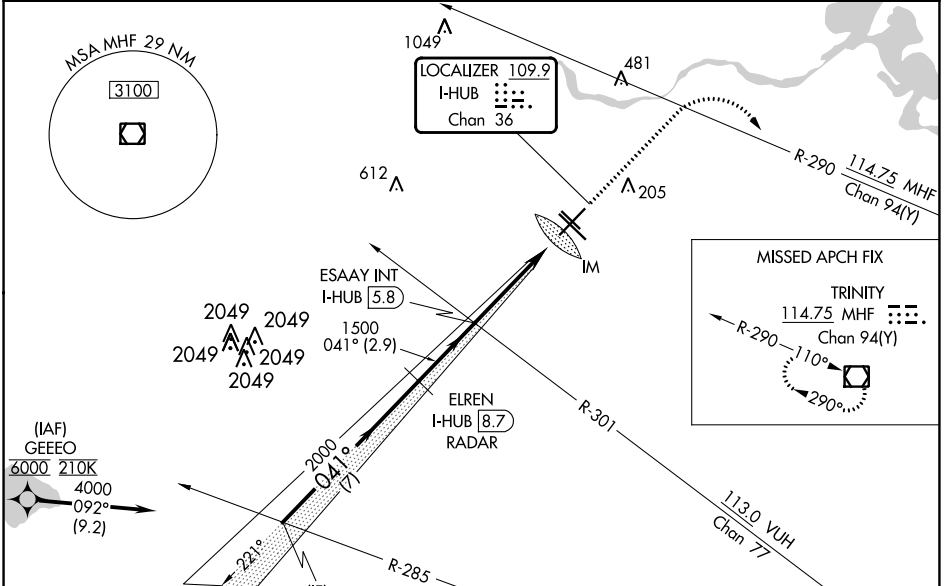 MSA MHF 29 NM
3100
1049
LOCALIZER 109.9
I-HUB
Chan 36
481
R-290
114.75 MHF
Chan 94(Y)
612
205
IM
ESAAY INT
I-HUB 5.8
1500
041° (2.9)
2049
2049
2049
2049
2049
ELREN
I-HUB 8.7
RADAR
R-301
MISSED APCH FIX
TRINITY
114.75 MHF
Chan 94(Y)
R-290
110°
290°
(IAF)
GEEEO
6000 210K
4000
092°
(9.2)
2000
041°
(7)
221°
R-285
113.0 VUH
Chan 77